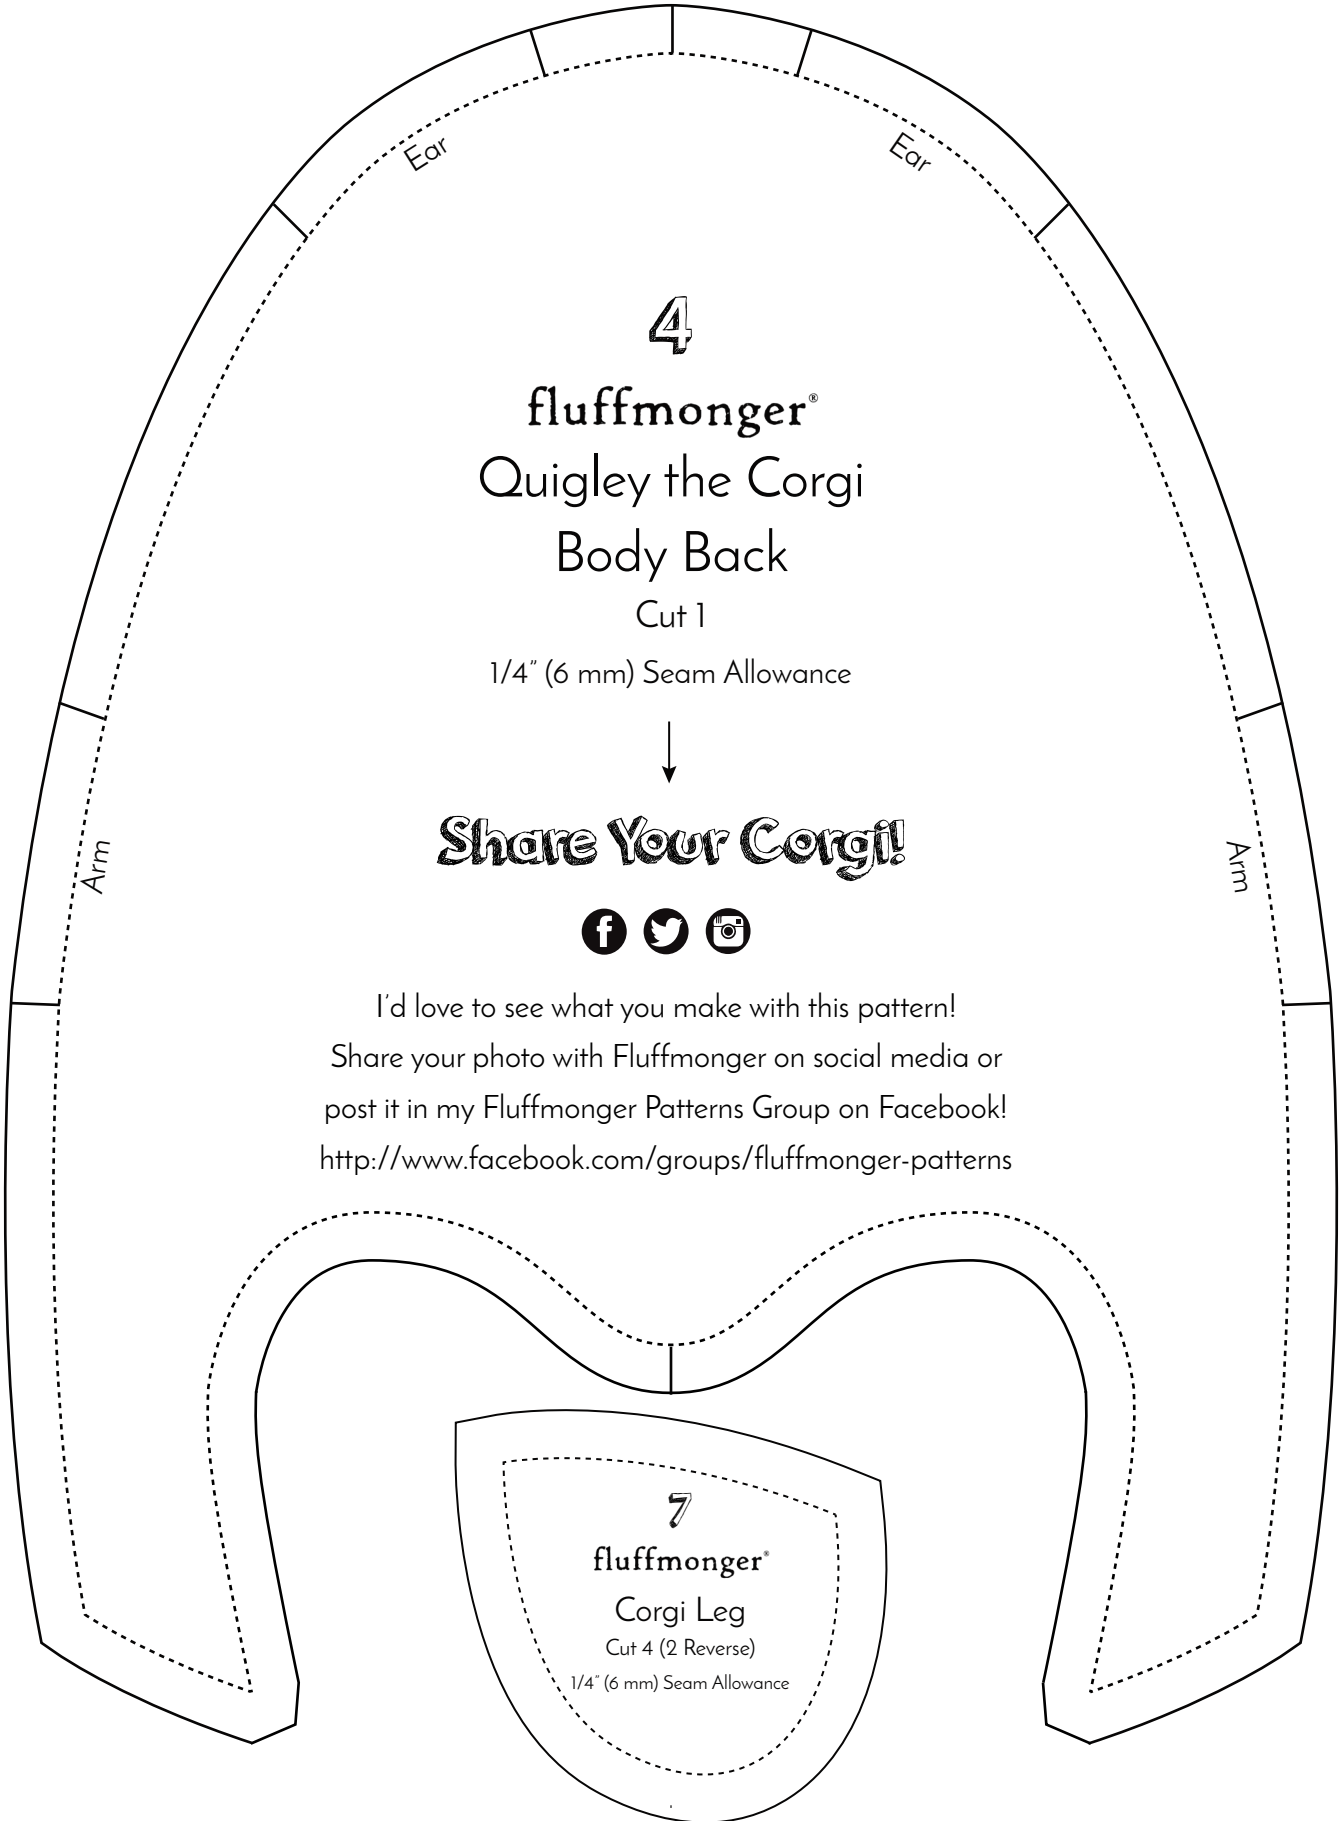 Ear
Ear
4
fluffmonger®
Quigley the Corgi
Body Back
Cut 1
1/4” (6 mm) Seam Allowance
Share Your Corgi!
Arm
Arm
I’d love to see what you make with this pattern!
Share your photo with Fluffmonger on social media or
post it in my Fluffmonger Patterns Group on Facebook!
http://www.facebook.com/groups/fluffmonger-patterns
7
fluffmonger®
Corgi Leg
Cut 4 (2 Reverse)
1/4” (6 mm) Seam Allowance